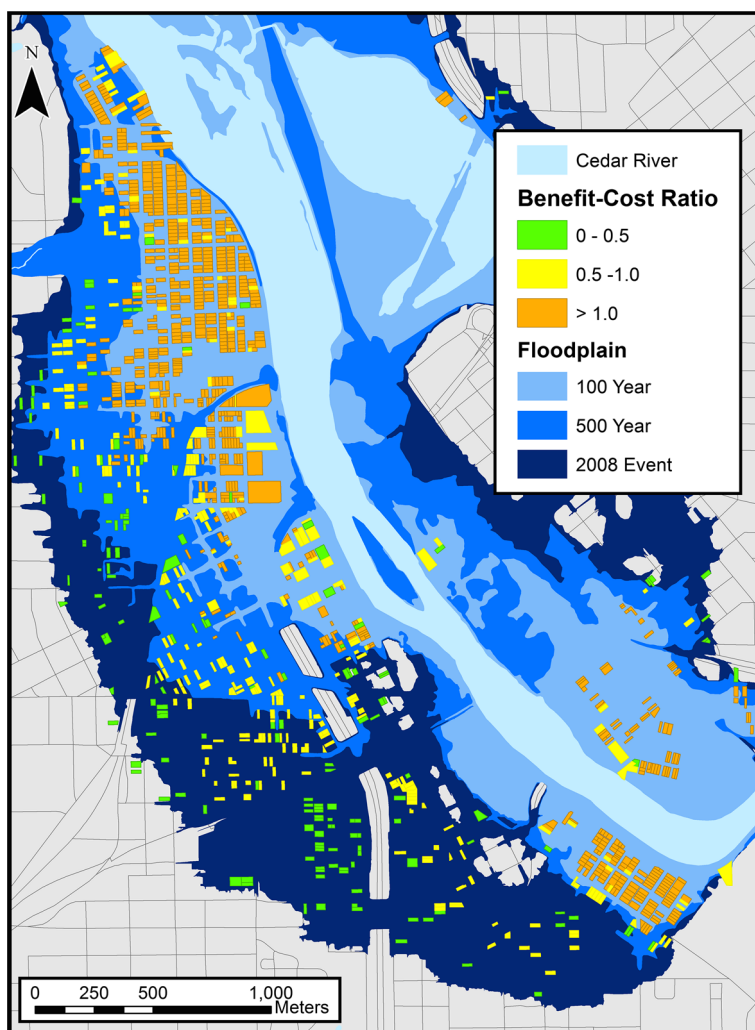 N
Cedar River
Benefit-Cost Ratio
0 - 0.5
0.5 -1.0
> 1.0
Floodplain
100 Year
500 Year
2008 Event
0 250 500 1,000
Meters